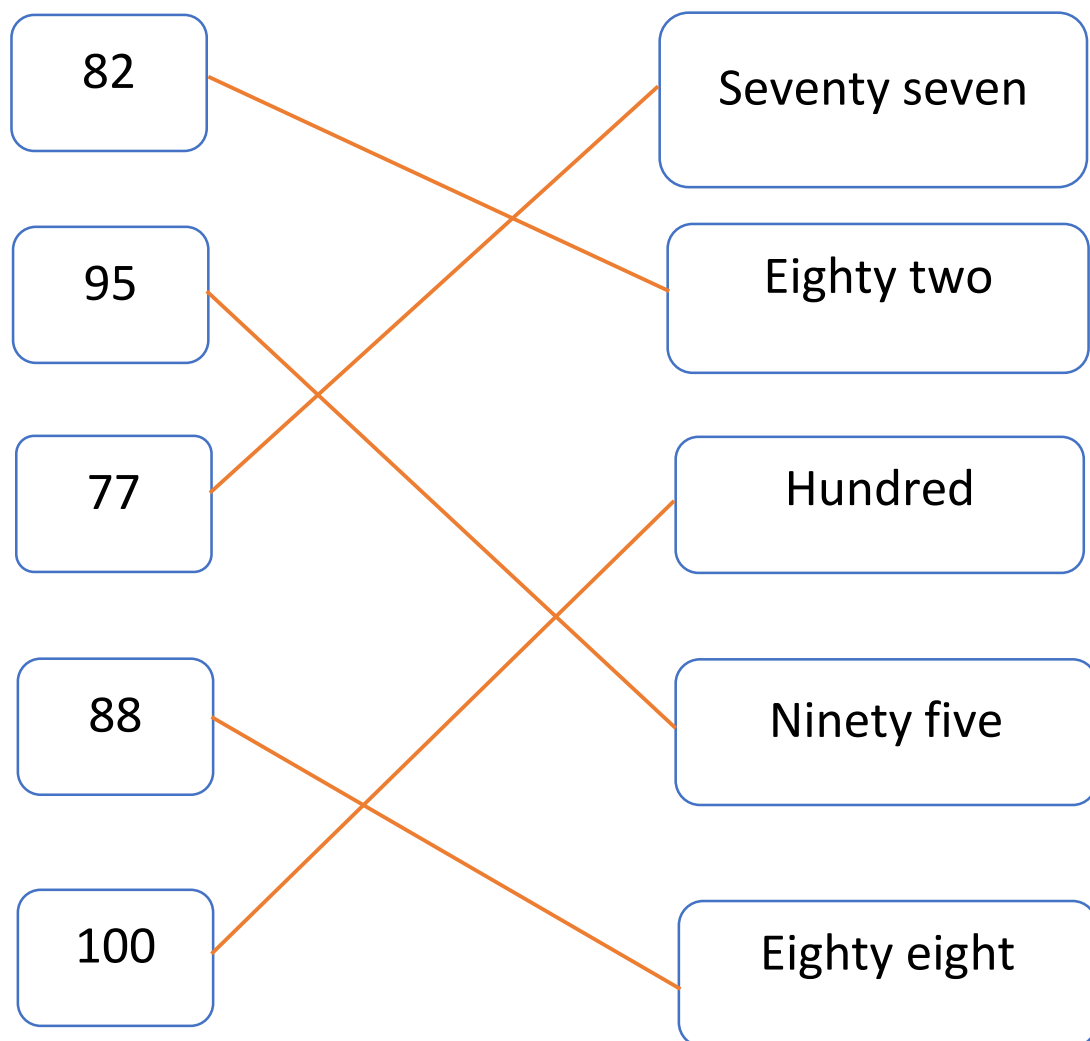 82
Seventy seven
95
Eighty two
77
Hundred
88
Ninety five
100
Eighty eight